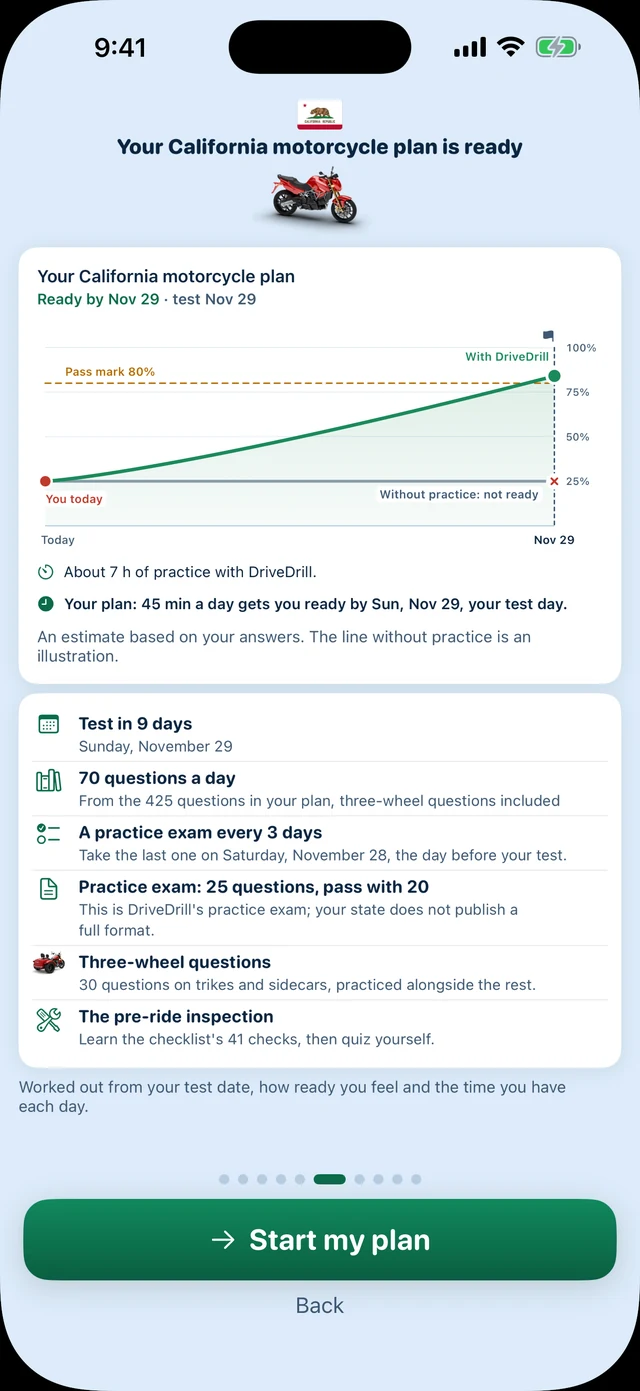 9:41
CALIFORNIA REPUBLIC
Your California motorcycle plan is ready
Your California motorcycle plan
Ready by Nov 29 · test Nov 29
100%
With DriveDrill
Pass mark 80%
75%
50%
25%
You today
Without practice: not ready
Today
Nov 29
About 7 h of practice with DriveDrill.
Your plan: 45 min a day gets you ready by Sun, Nov 29, your test day.
An estimate based on your answers. The line without practice is an
illustration.
Test in 9 days
Sunday, November 29
70 questions a day
From the 425 questions in your plan, three-wheel questions included
A practice exam every 3 days
Take the last one on Saturday, November 28, the day before your test.
Practice exam: 25 questions, pass with 20
This is DriveDrill's practice exam; your state does not publish a
full format.
Three-wheel questions
30 questions on trikes and sidecars, practiced alongside the rest.
The pre-ride inspection
Learn the checklist's 41 checks, then quiz yourself.
Worked out from your test date, how ready you feel and the time you have
each day.
→ Start my plan
Back